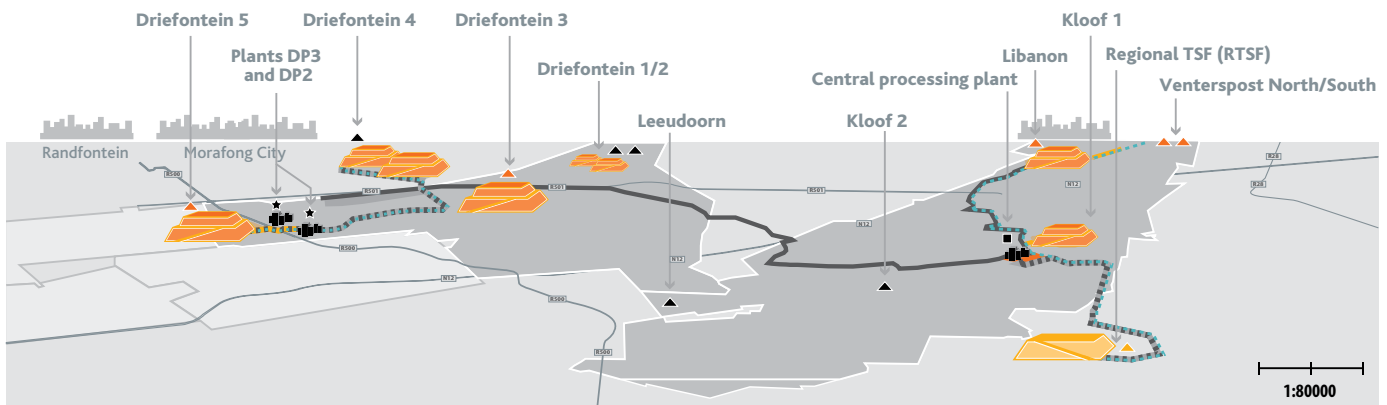 Driefontein 5
Driefontein 4
Driefontein 3
Kloof 1
Plants DP3
and DP2
Driefontein 1/2
Libanon
Regional TSF (RTSF)
Central processing plant
Venterspost North/South
Leeudoorn
Kloof 2
Randfontein
Morafong City
R28
R500
R501
R501
R501
N12
R28
N12
R500
N12
N12
R500
R500
1:80000